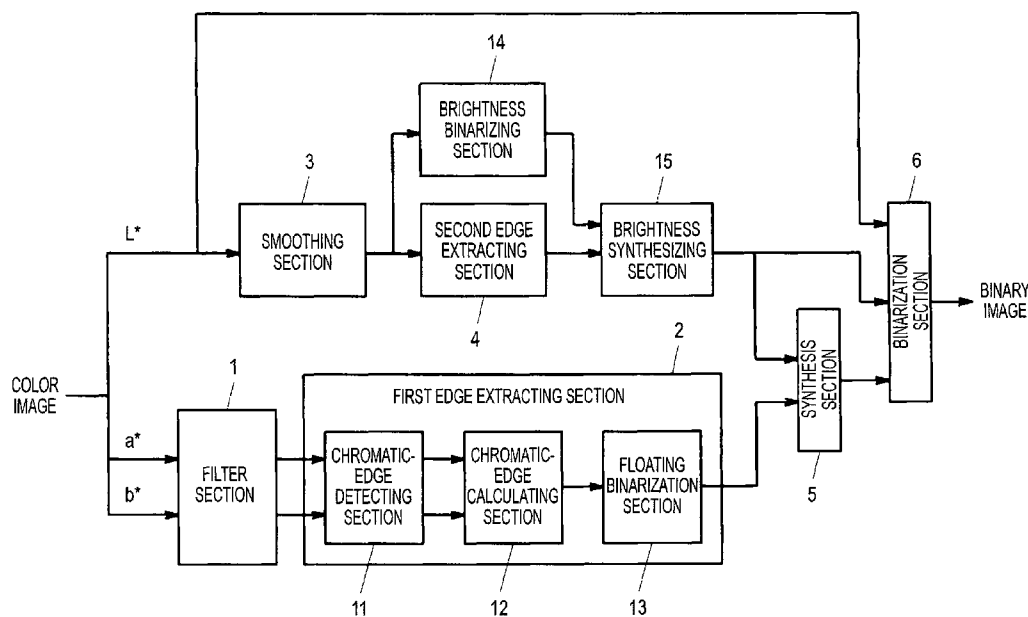 14
BRIGHTNESS
BINARIZING
SECTION
3
SMOOTHING
SECTION
L*
SECOND EDGE
EXTRACTING
SECTION
4
15
BRIGHTNESS
SYNTHESIZING
SECTION
6
BINARIZATION
SECTION
BINARY
IMAGE
SYNTHESIS
SECTION
5
COLOR
IMAGE
a*
b*
1
FILTER
SECTION
2
FIRST EDGE EXTRACTING SECTION
CHROMATIC-
EDGE
DETECTING
SECTION
11
CHROMATIC-
EDGE
CALCULATING
SECTION
12
FLOATING
BINARIZATION
SECTION
13